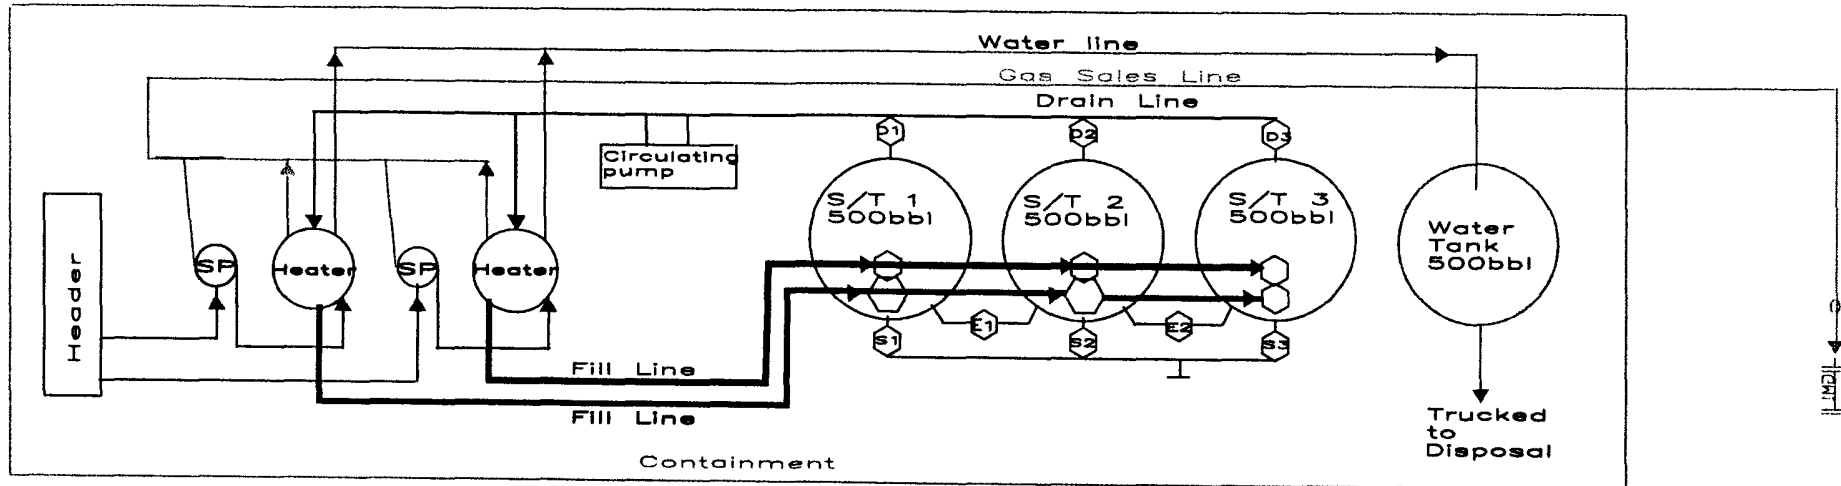 Water line
Gas Sales Line
Drain Line
D1
D2
D3
Circulating
pump
S/T 1
500bbl
S/T 2
500bbl
S/T 3
500bbl
Water
Tank
500bbl
Header
SP
Heater
SP
Heater
E1
E2
S1
S2
S3
Fill Line
Fill Line
Trucked
to
Disposal
Containment